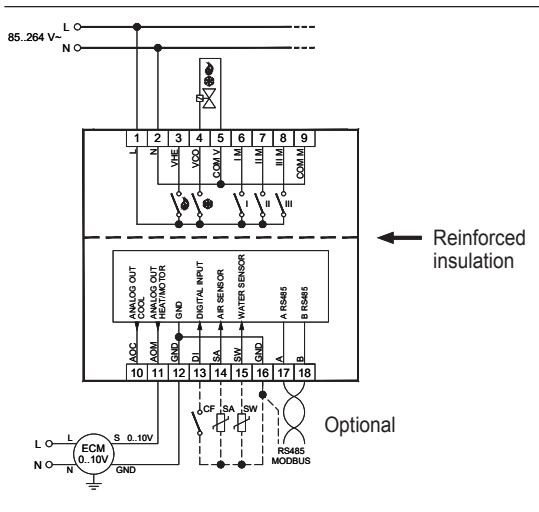 L
85..264 V~
N
1 2 3 4 5 6 7 8 9
L N VHE VCO COM V I M II M III M COM M
I II III
Reinforced
insulation
ANALOG OUT
COOL
ANALOG OUT
HEAT/MOTOR
GND
DIGITAL INPUT
AIR SENSOR
WATER SENSOR
A RS485
B RS485
AOC AOM GND DI SA SW GND A B
10 11 12 13 14 15 16 17 18
CF SA SW
Optional
L L S 0..10V
ECM
0..10V
RS485
MODBUS
N N GND